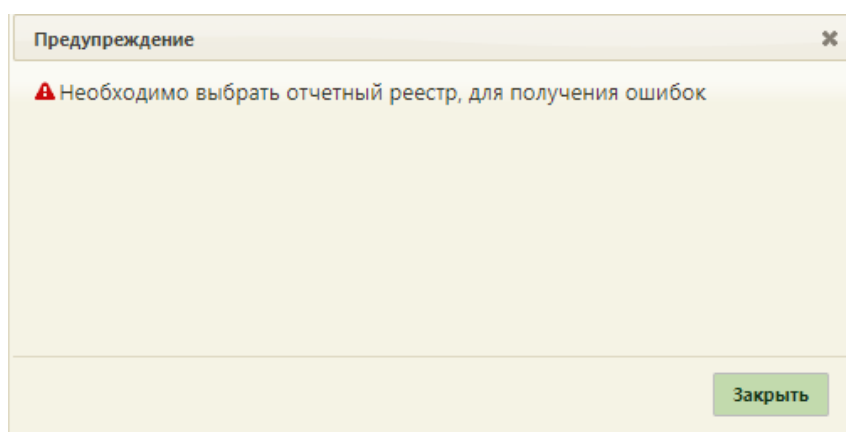 Предупреждение
Необходимо выбрать отчетный реестр, для получения ошибок
Закрыть